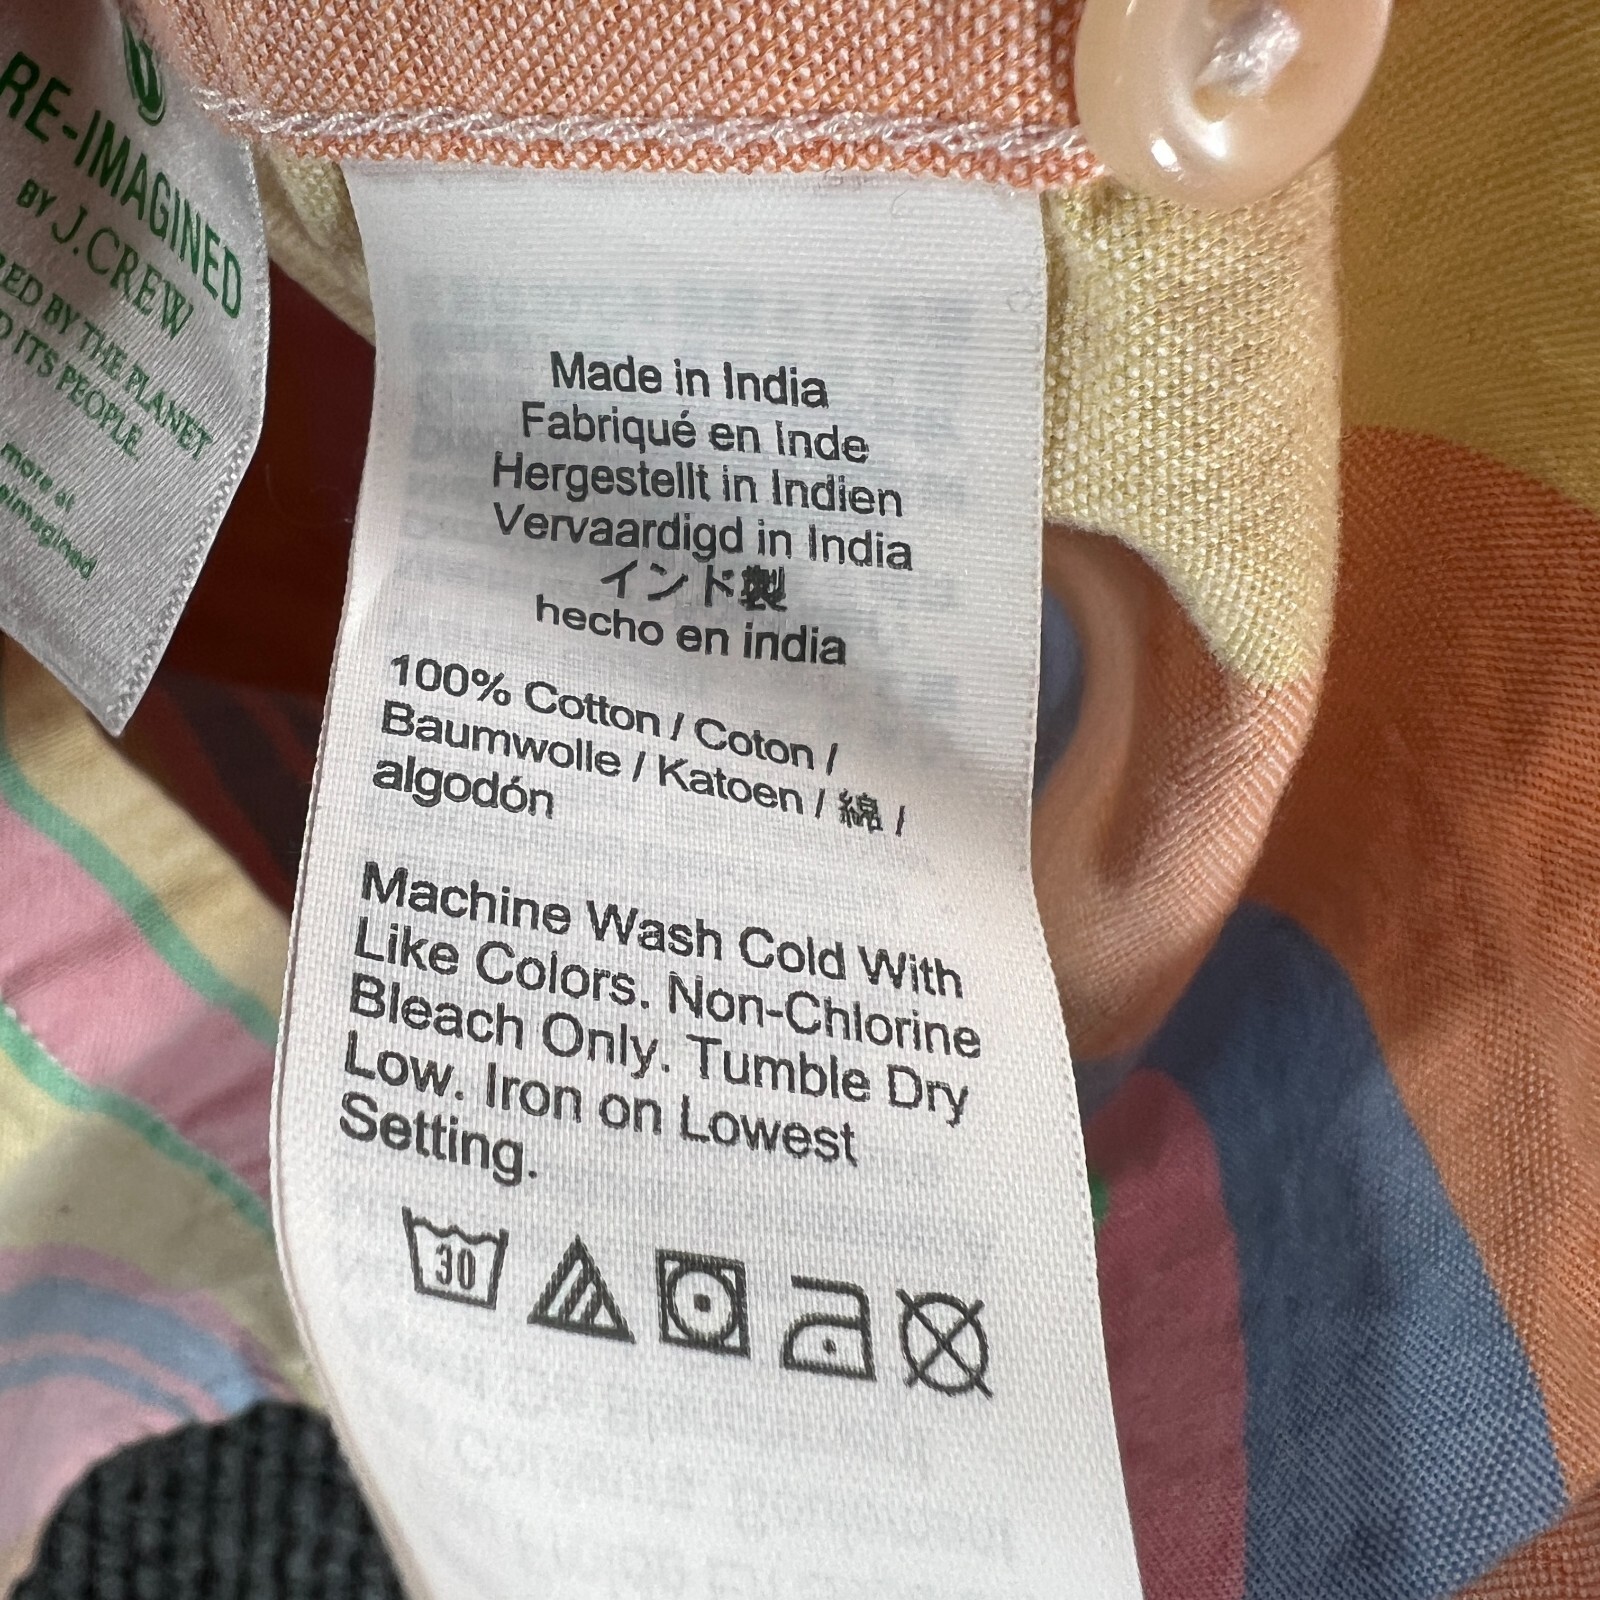 RE-IMAGINED
BY J.CREW
BY THE PLANET
ITS PEOPLE.
more at
Made in India
Fabriqué en Inde
Hergestellt in Indien
Vervaardigd in India
インド製
hecho en india
100% Cotton / Coton /
Baumwolle / Katoen / 綿 /
algodón
Machine Wash Cold With
Like Colors. Non-Chlorine
Bleach Only. Tumble Dry
Low. Iron on Lowest
Setting.
30